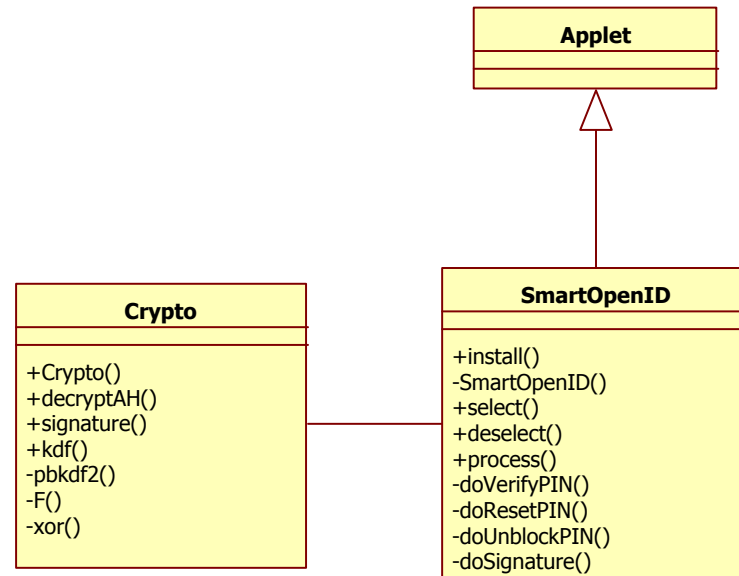 Applet
Crypto
+Crypto()
+decryptAH()
+signature()
+kdf()
-pbkdf2()
-F()
-xor()
SmartOpenID
+install()
-SmartOpenID()
+select()
+deselect()
+process()
-doVerifyPIN()
-doResetPIN()
-doUnblockPIN()
-doSignature()